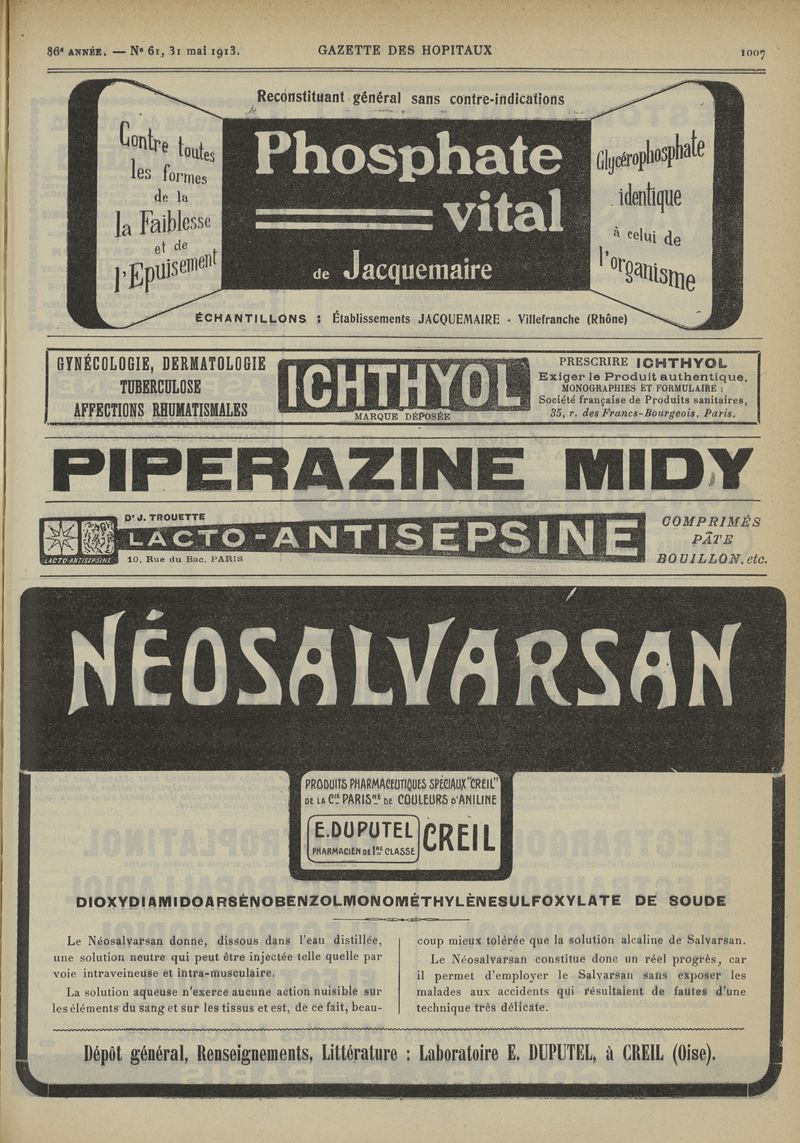 86e ANNÉE. — No 61, 31 mai 1913. GAZETTE DES HOPITAUX 1007
Reconstituant général sans contre-indications
Contre toutes
les formes
de la
la Faiblesse
et de
l'Epuisement
Phosphate
vital
de Jacquemaire
Glycérophosphate
identique
à celui de
l'organisme
ÉCHANTILLONS : Établissements JACQUEMAIRE - Villefranche (Rhône)
GYNÉCOLOGIE, DERMATOLOGIE
TUBERCULOSE
AFFECTIONS RHUMATISMALES
ICHTHYOL
MARQUE DÉPOSÉE
PRESCRIRE ICHTHYOL
Exiger le Produit authentique.
MONOGRAPHIES ET FORMULAIRE :
Société française de Produits sanitaires,
35, r. des Francs-Bourgeois, Paris.
PIPERAZINE MIDY
LACTO-ANTISEPSINE
Dr J. TROUETTE
LACTO-ANTISEPSINE
10, Rue du Bac, PARIS
COMPRIMÉS
PÂTE
BOUILLON, etc.
NÉOSALVARSAN
PRODUITS PHARMACEUTIQUES SPÉCIAUX "CREIL"
DE LA Cie PARISne DE COULEURS D'ANILINE
E. DUPUTEL
PHARMACIEN DE 1re CLASSE
CREIL
DIOXYDIAMIDOARSÉNOBENZOLMONOMÉTHYLÈNESULFOXYLATE DE SOUDE
Le Néosalvarsan donne, dissous dans l'eau distillée,
une solution neutre qui peut être injectée telle quelle par
voie intraveineuse et intra-musculaire.
La solution aqueuse n'exerce aucune action nuisible sur
les éléments du sang et sur les tissus et est, de ce fait, beau-
coup mieux tolérée que la solution alcaline de Salvarsan.
Le Néosalvarsan constitue donc un réel progrès, car
il permet d'employer le Salvarsan sans exposer les
malades aux accidents qui résultaient de fautes d'une
technique très délicate.
Dépôt général, Renseignements, Littérature : Laboratoire E. DUPUTEL, à CREIL (Oise).